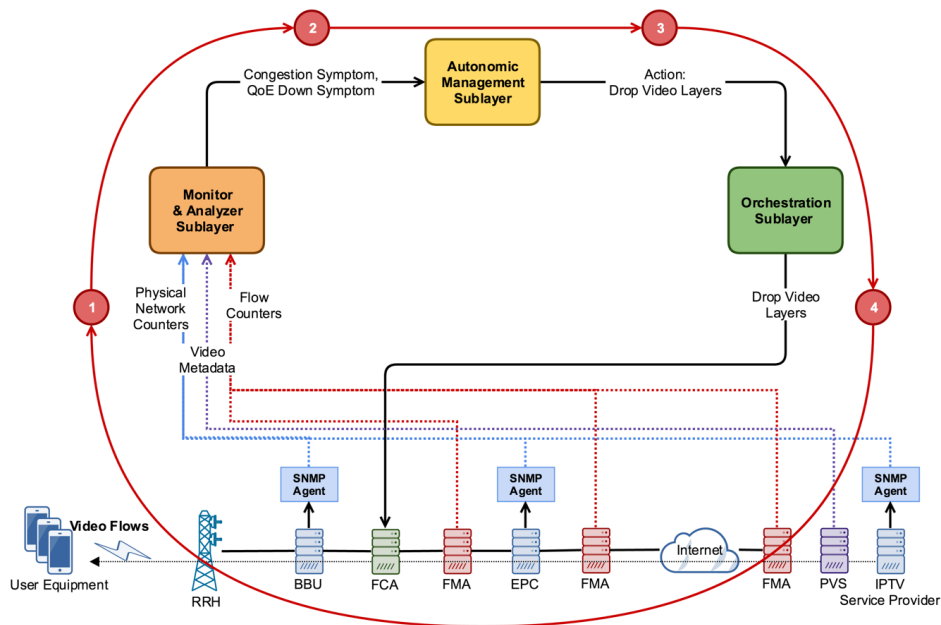 2
3
Congestion Symptom,
QoE Down Symptom
Autonomic
Management
Sublayer
Action:
Drop Video Layers
Monitor
& Analyzer
Sublayer
Orchestration
Sublayer
1
Physical
Network
Counters
Flow
Counters
Drop Video
Layers
4
Video
Metadata
SNMP
Agent
SNMP
Agent
SNMP
Agent
Video Flows
Internet
User Equipment
RRH
BBU
FCA
FMA
EPC
FMA
FMA
PVS
IPTV
Service Provider